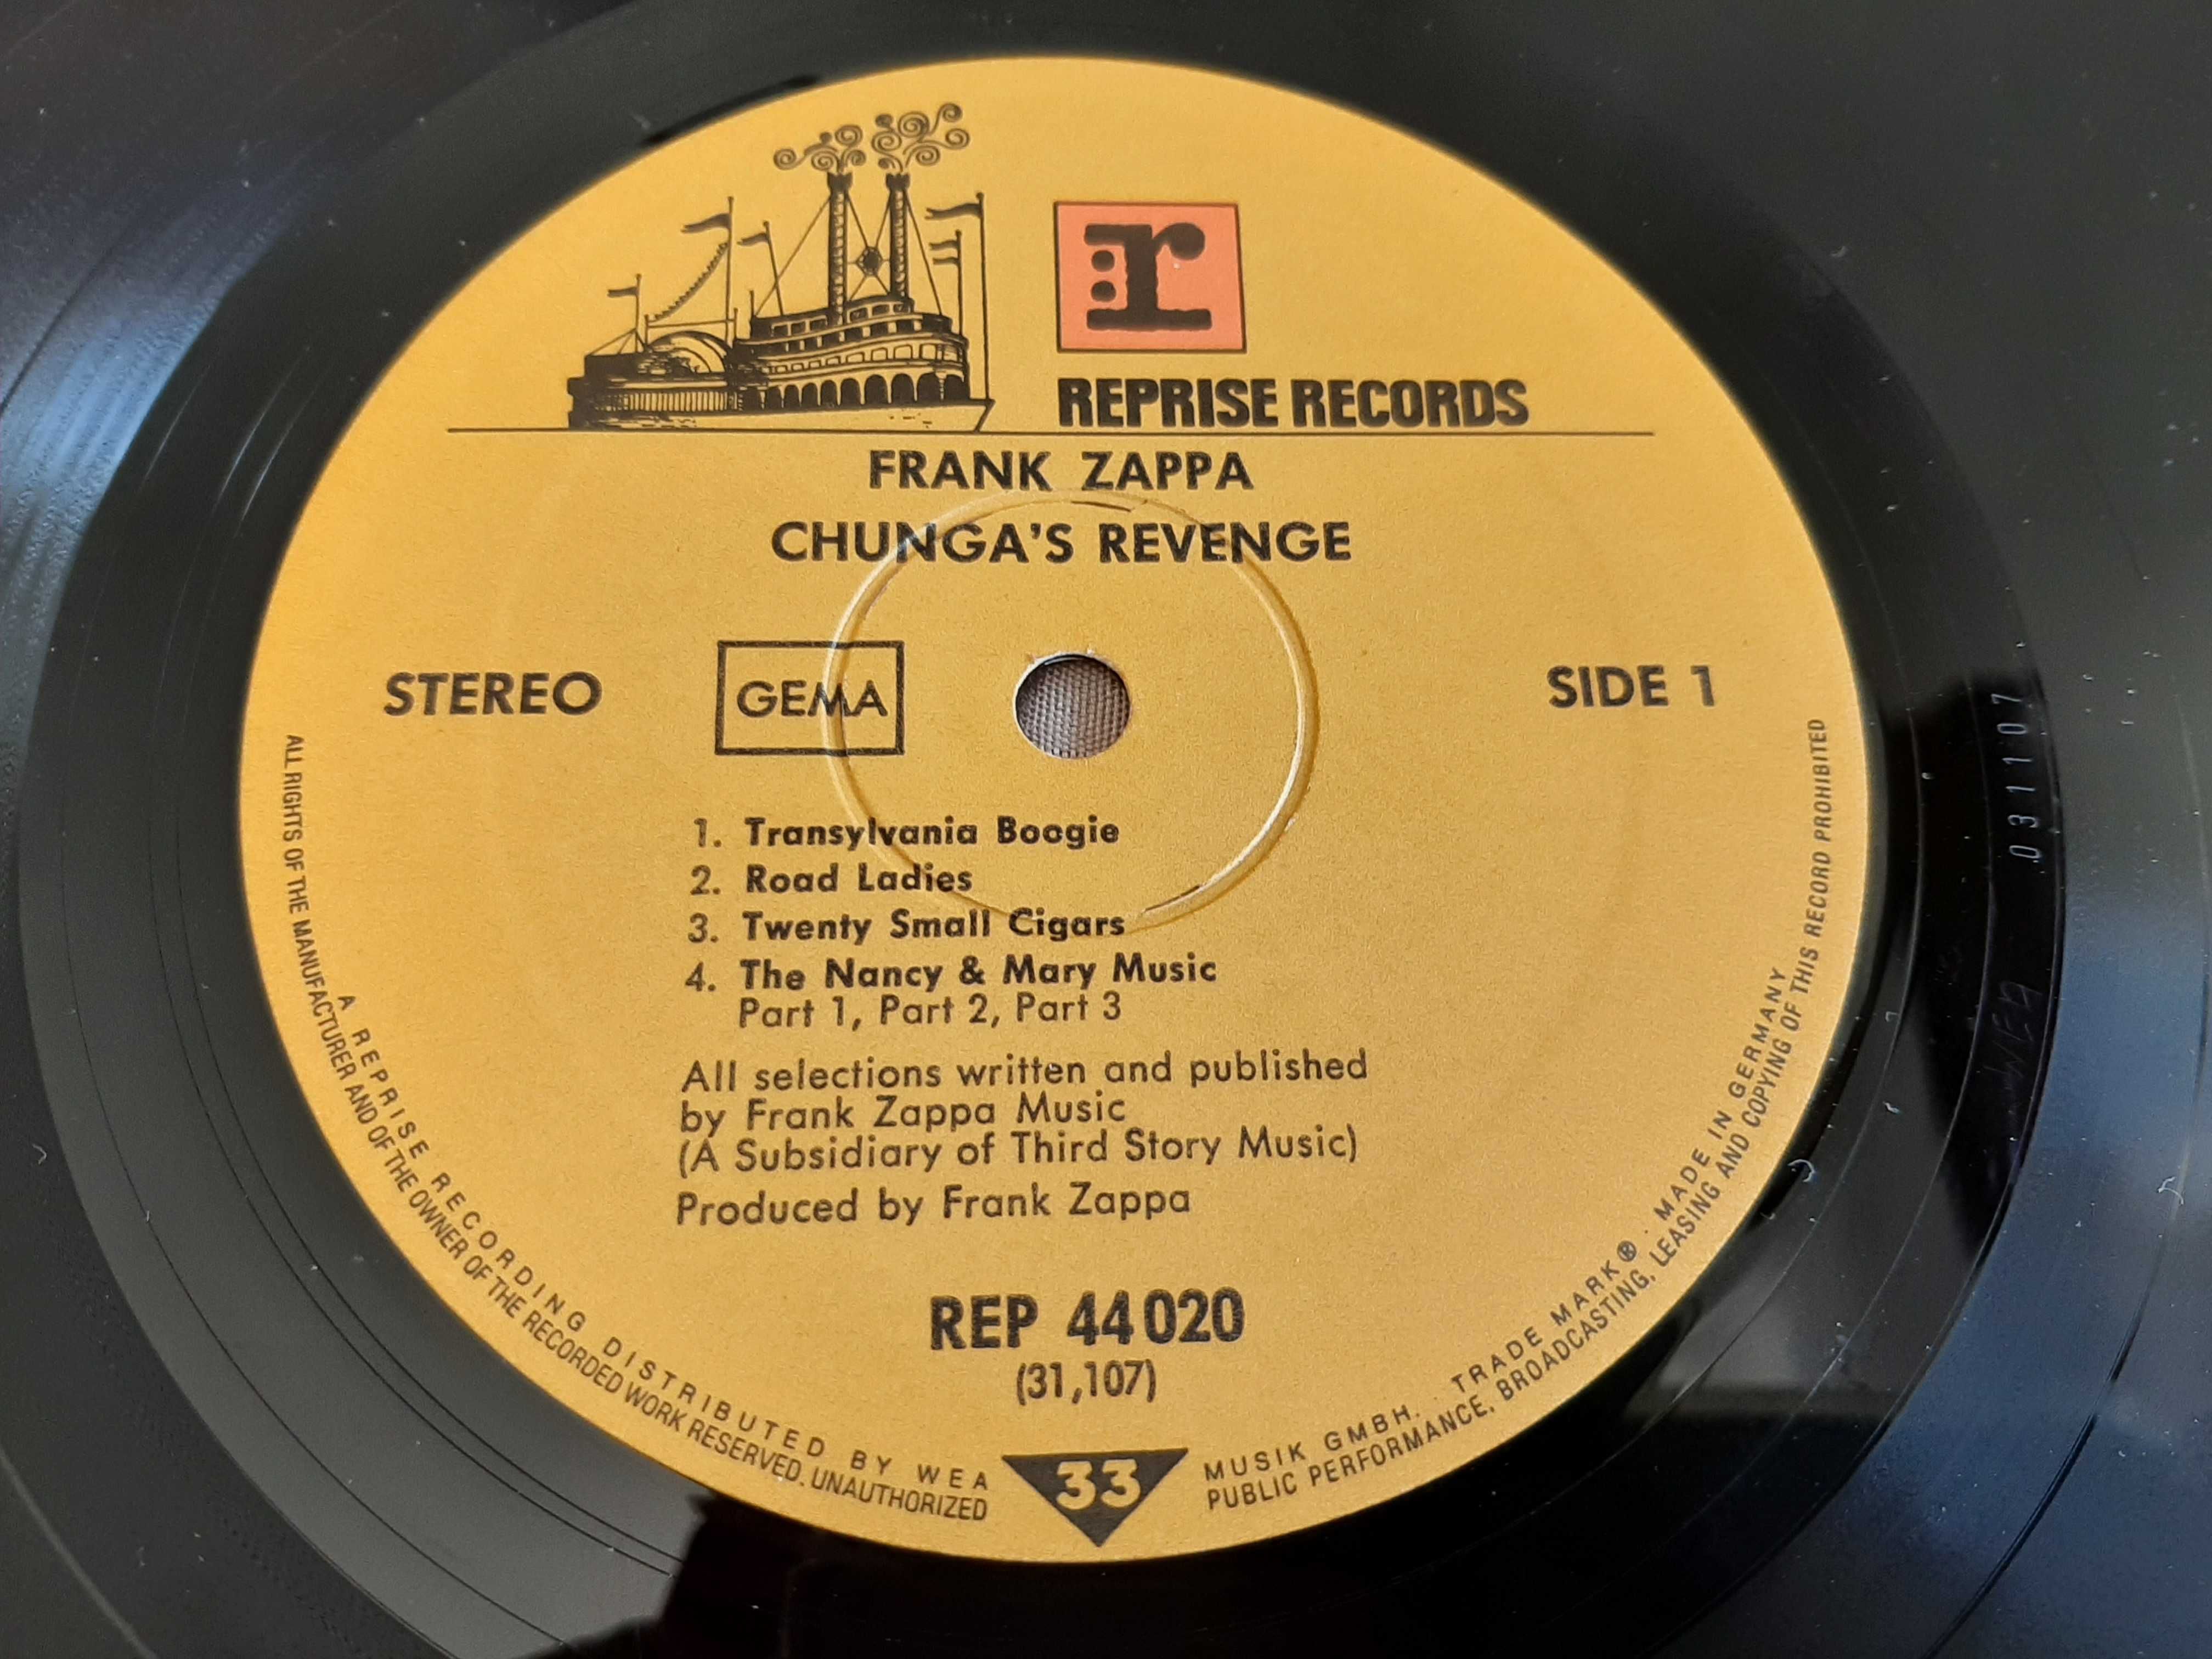 r
REPRISE RECORDS
FRANK ZAPPA
CHUNGA'S REVENGE
STEREO
GEMA
SIDE 1
1. Transylvania Boogie
2. Road Ladies
3. Twenty Small Cigars
4. The Nancy & Mary Music
Part 1, Part 2, Part 3
All selections written and published
by Frank Zappa Music
(A Subsidiary of Third Story Music)
Produced by Frank Zappa
REP 44 020
(31,107)
33
A REPRISE RECORDING DISTRIBUTED BY WEA MUSIK GMBH. TRADE MARK ® · MADE IN GERMANY
ALL RIGHTS OF THE MANUFACTURER AND OF THE OWNER OF THE RECORDED WORK RESERVED. UNAUTHORIZED PUBLIC PERFORMANCE, BROADCASTING, LEASING AND COPYING OF THIS RECORD PROHIBITED
031107
WEA